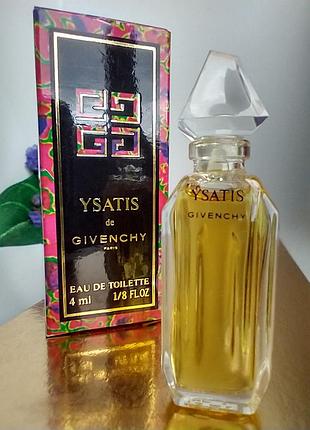 YSATIS
de
GIVENCHY
PARIS
EAU DE TOILETTE
4 ml 1/8 FL.OZ
YSATIS
GIVENCHY